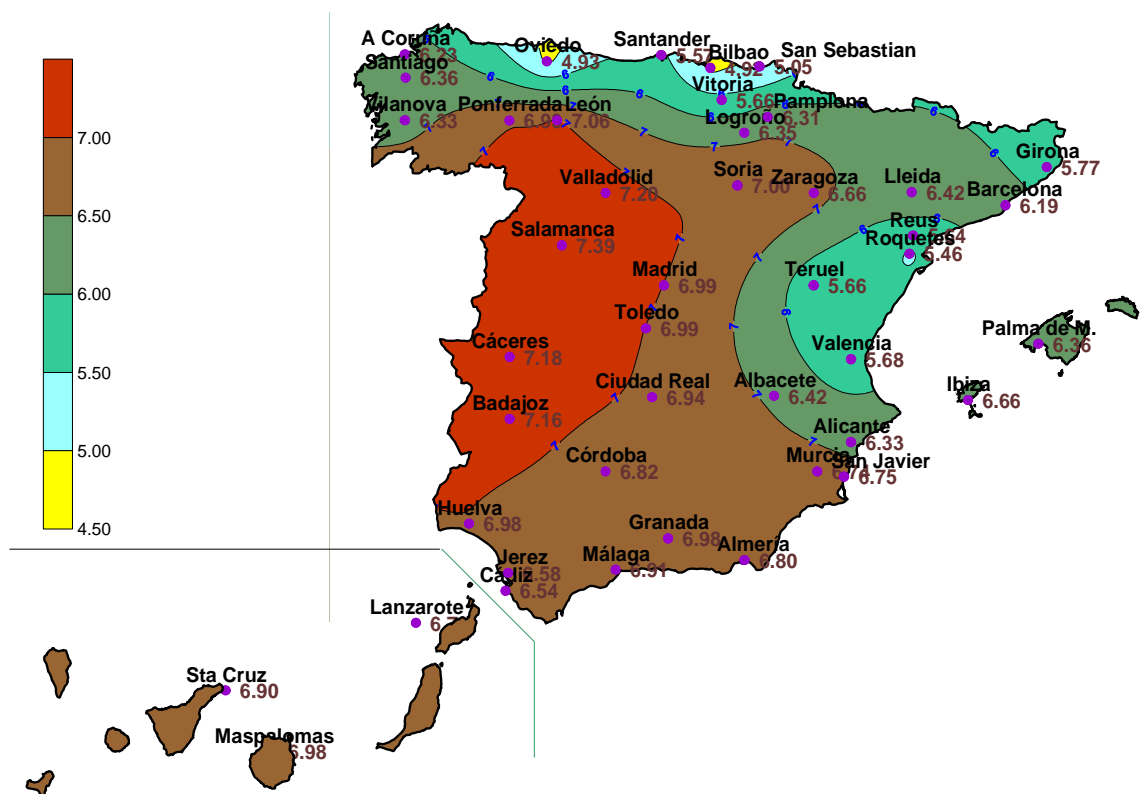 7.00
6.50
6.00
5.50
5.00
4.50
A Coruña
6.23
Santiago
6.36
Vilanova
6.33
Oviedo
4.93
Ponferrada
León
7.06
Santander
5.57
Bilbao
4.92
San Sebastian
5.05
Vitoria
5.66
Pamplona
6.31
Logroño
6.35
Girona
5.77
Valladolid
7.20
Soria
7.00
Zaragoza
6.66
Lleida
6.42
Barcelona
6.19
Reus
Roquetes
5.46
Salamanca
7.39
Madrid
6.99
Teruel
5.66
Toledo
6.99
Palma de M.
6.36
Cáceres
7.18
Valencia
5.68
Ciudad Real
6.94
Albacete
6.42
Ibiza
6.66
Badajoz
7.16
Alicante
6.33
Córdoba
6.82
Murcia
6.74
San Javier
6.75
Huelva
6.98
Granada
6.98
Almería
6.80
Málaga
6.91
Jerez
6.58
Cádiz
6.54
Lanzarote
Sta Cruz
6.90
Maspalomas
6.98